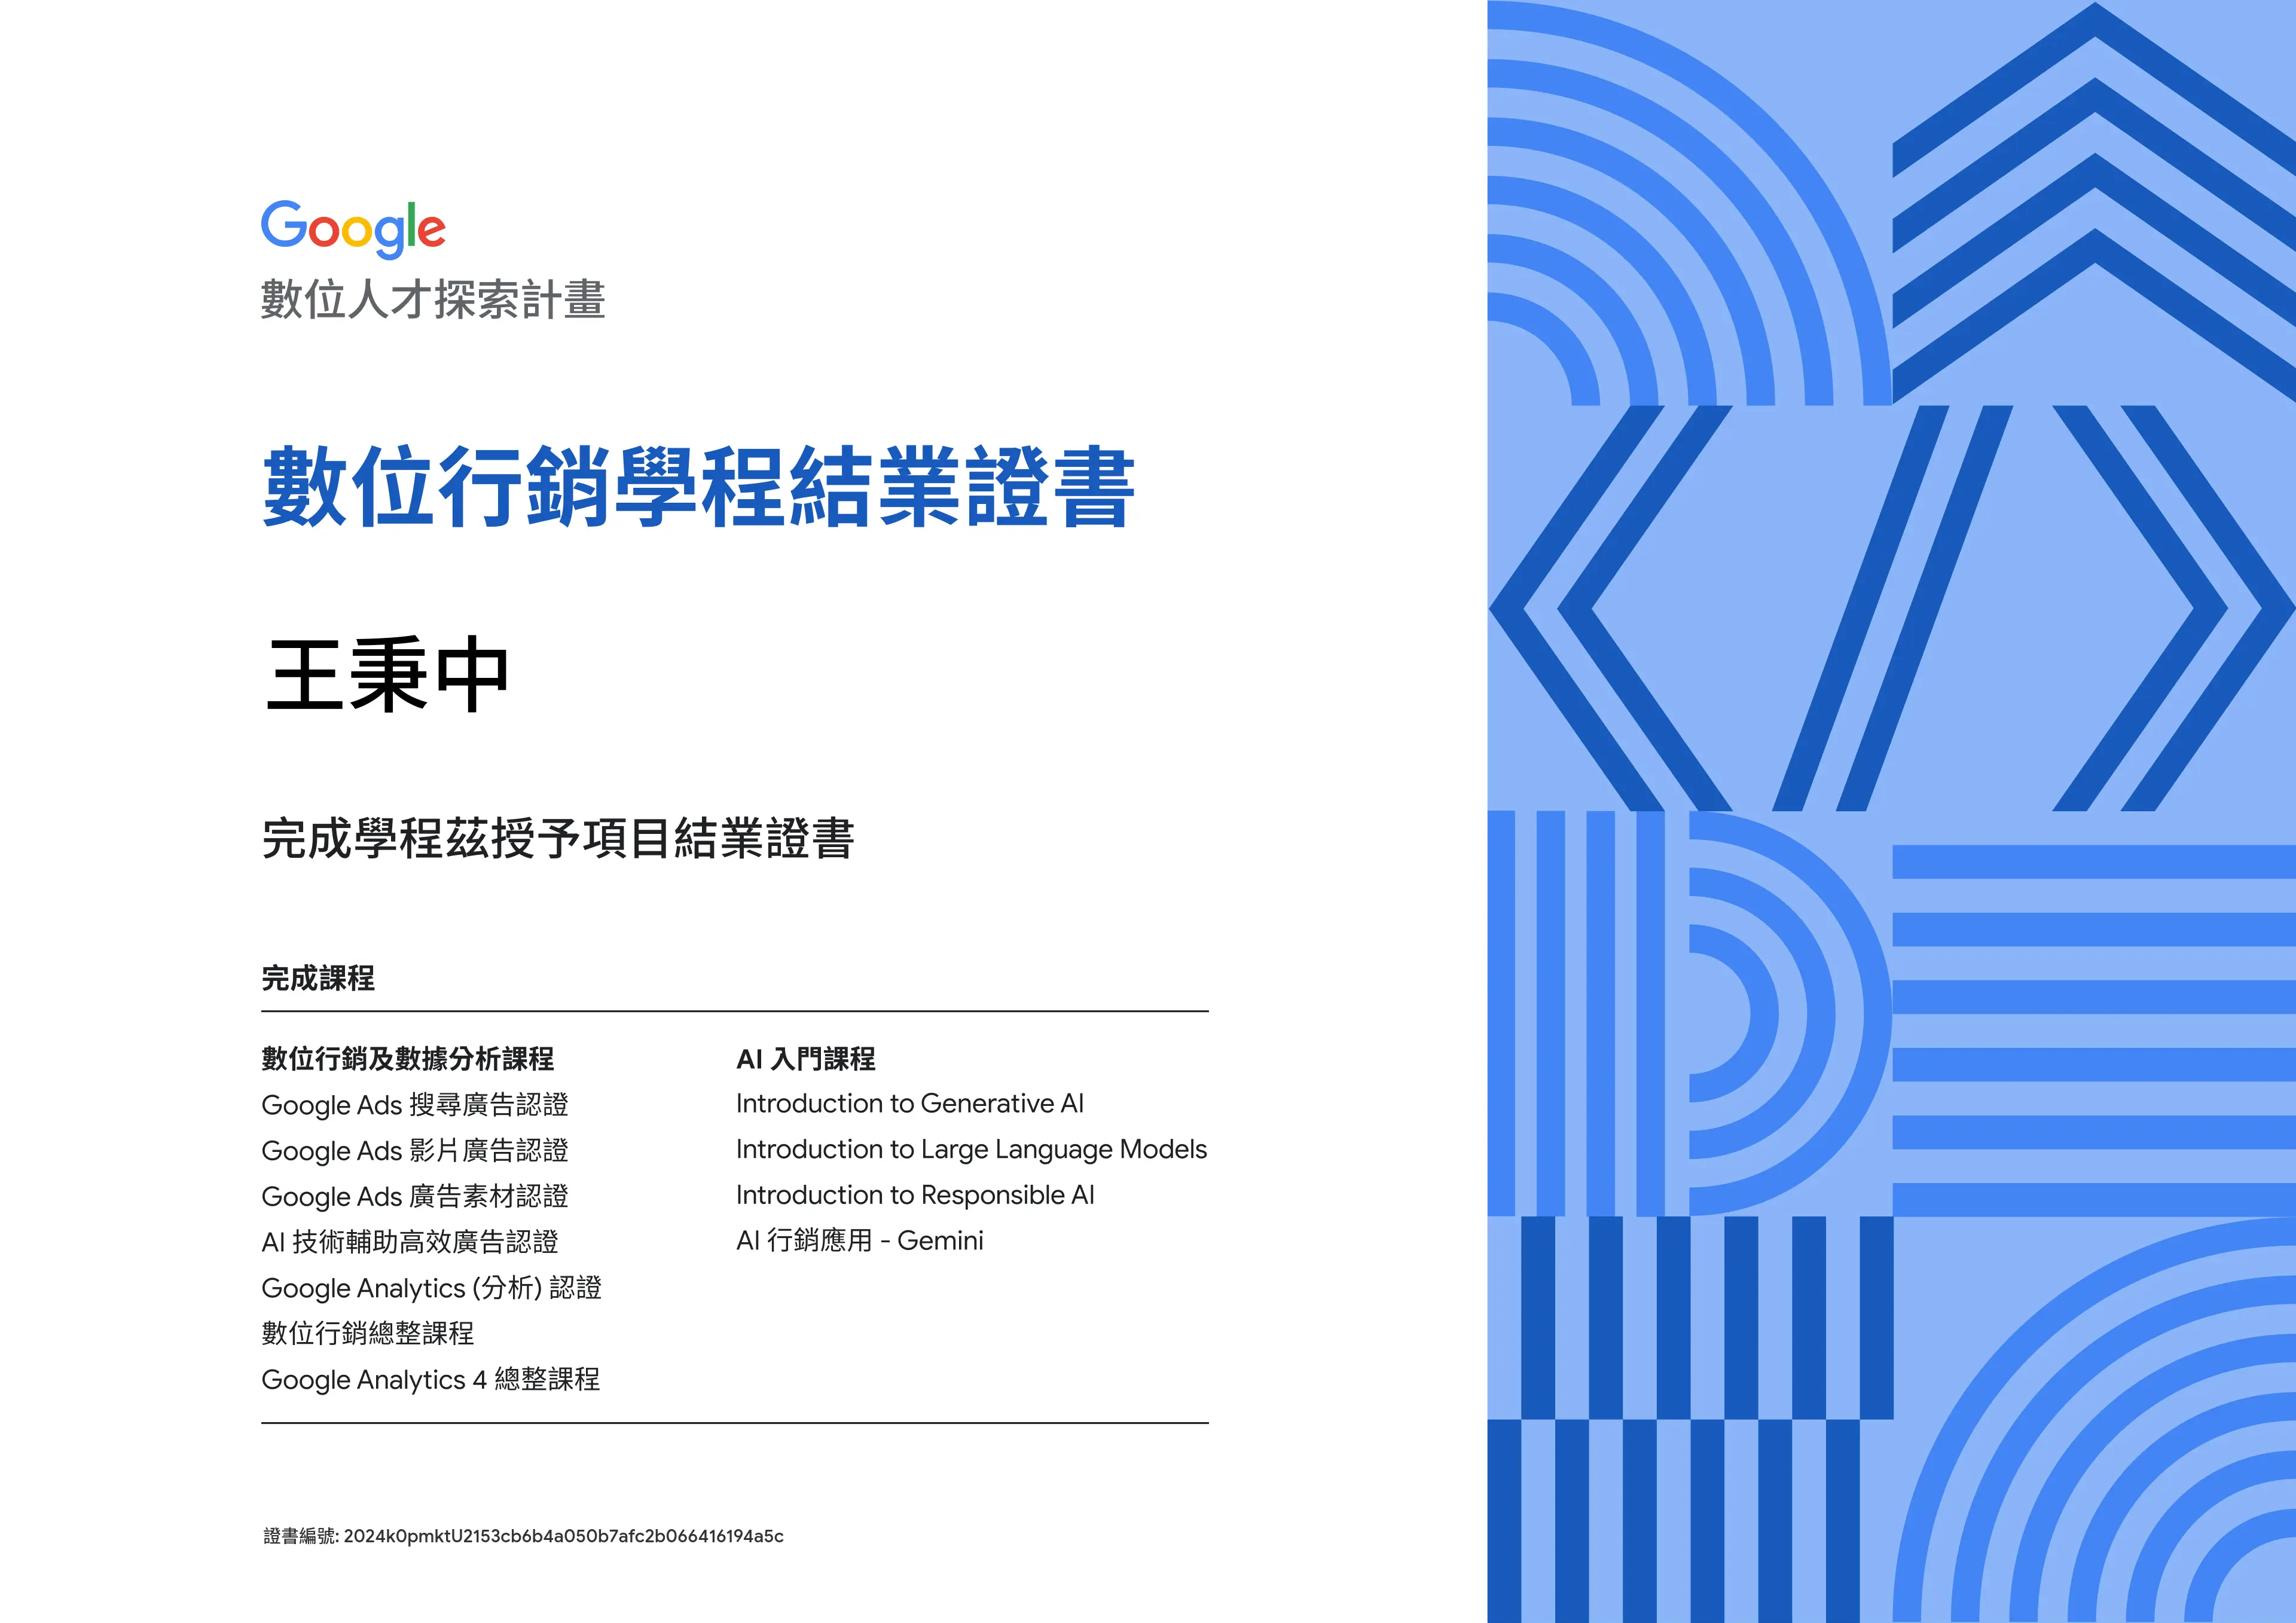 Google
數位人才探索計畫
數位行銷學程結業證書
王秉中
完成學程茲授予項目結業證書
完成課程
數位行銷及數據分析課程
Google Ads 搜尋廣告認證
Google Ads 影片廣告認證
Google Ads 廣告素材認證
AI 技術輔助高效廣告認證
Google Analytics (分析) 認證
數位行銷總整課程
Google Analytics 4 總整課程
AI 入門課程
Introduction to Generative AI
Introduction to Large Language Models
Introduction to Responsible AI
AI 行銷應用 - Gemini
證書編號: 2024k0pmktU2153cb6b4a050b7afc2b066416194a5c